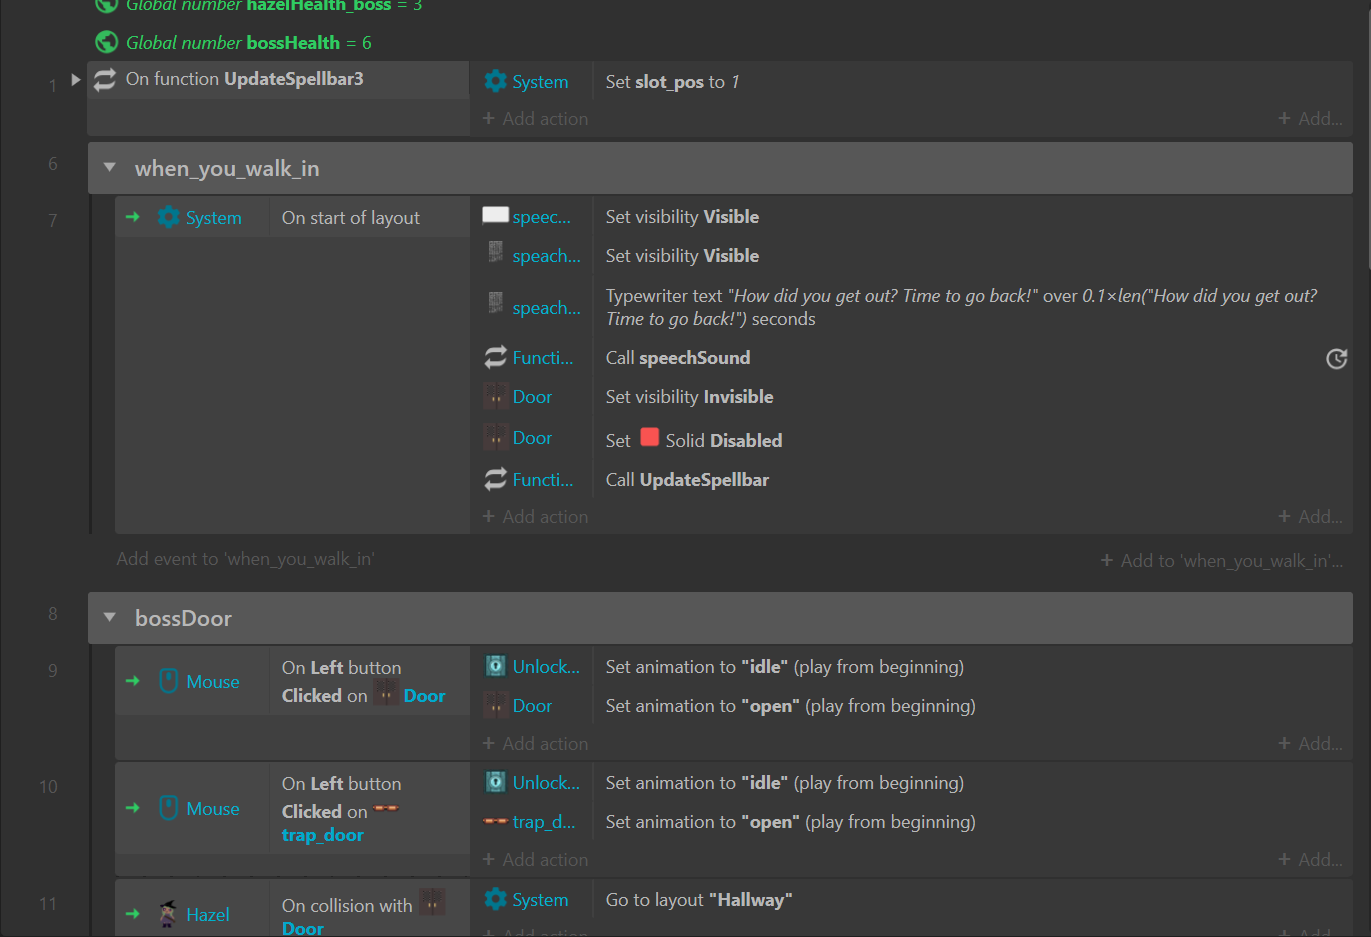 Global number hazelHealth_boss = 3
Global number bossHealth = 6
1 On function UpdateSpellbar3
System Set slot_pos to 1
+ Add action + Add...
6 when_you_walk_in
7 System On start of layout
speec... Set visibility Visible
speach... Set visibility Visible
speach... Typewriter text "How did you get out? Time to go back!" over 0.1×len("How did you get out?
Time to go back!") seconds
Functi... Call speechSound
Door Set visibility Invisible
Door Set Solid Disabled
Functi... Call UpdateSpellbar
+ Add action + Add...
Add event to 'when_you_walk_in' + Add to 'when_you_walk_in'...
8 bossDoor
9 Mouse On Left button
Clicked on Door
Unlock... Set animation to "idle" (play from beginning)
Door Set animation to "open" (play from beginning)
+ Add action + Add...
10 Mouse On Left button
Clicked on
trap_door
Unlock... Set animation to "idle" (play from beginning)
trap_d... Set animation to "open" (play from beginning)
+ Add action + Add...
11 Hazel On collision with
Door
System Go to layout "Hallway"
+ Add action + Add...